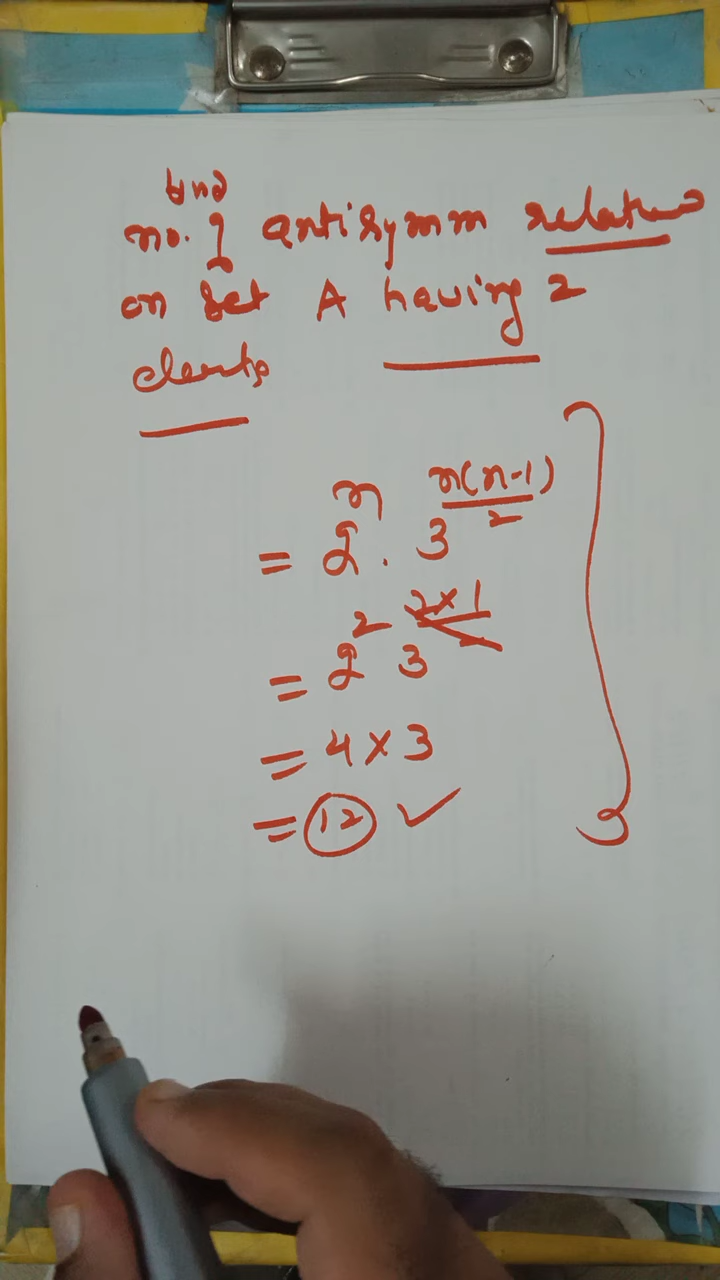 find
no. of antisymm relation
on set A having 2
elents
= 2^n . 3^(n(n-1)/2)
= 2^2 3^(2×1/2)
= 4 × 3
= 12 ✓